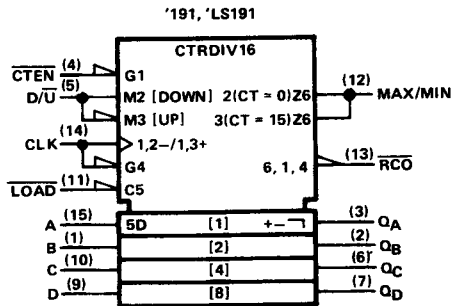 '191, 'LS191
CTRDIV16
CTEN (4) G1
D/U (5) M2 [DOWN] 2(CT = 0)Z6 (12) MAX/MIN
M3 [UP] 3(CT = 15)Z6
CLK (14) 1,2-/1,3+
G4 6, 1, 4 (13) RCO
LOAD (11) C5
A (15) 5D [1] +- (3) QA
B (1) [2] (2) QB
C (10) [4] (6) QC
D (9) [8] (7) QD